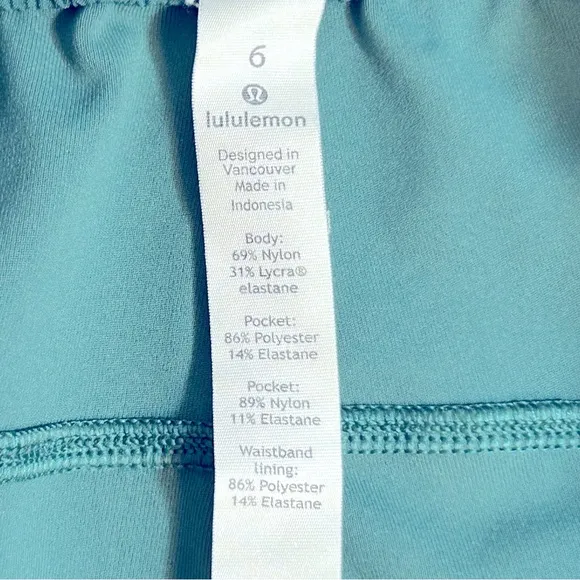 6
lululemon
Designed in
Vancouver
Made in
Indonesia
Body:
69% Nylon
31% Lycra®
elastane
Pocket:
86% Polyester
14% Elastane
Pocket:
89% Nylon
11% Elastane
Waistband
lining:
86% Polyester
14% Elastane